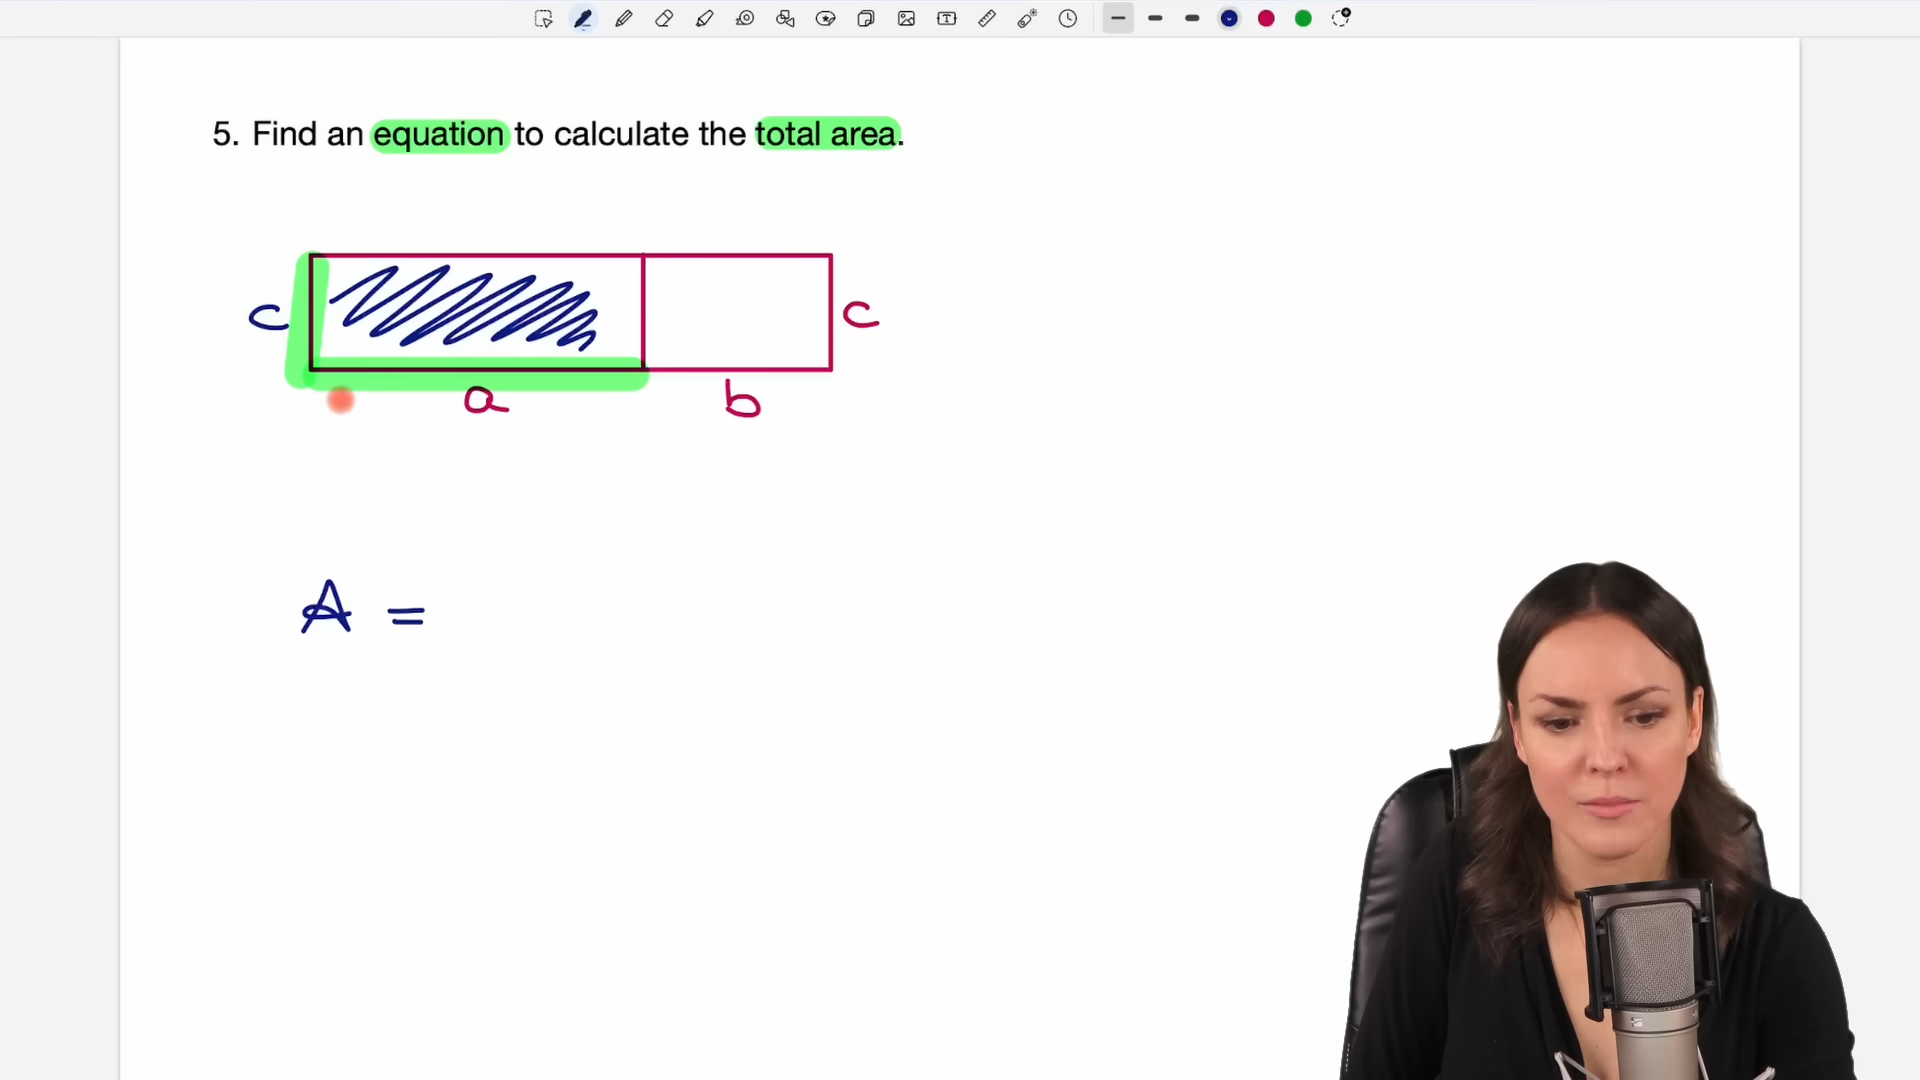 5. Find an equation to calculate the total area.
c
c
a b
A =